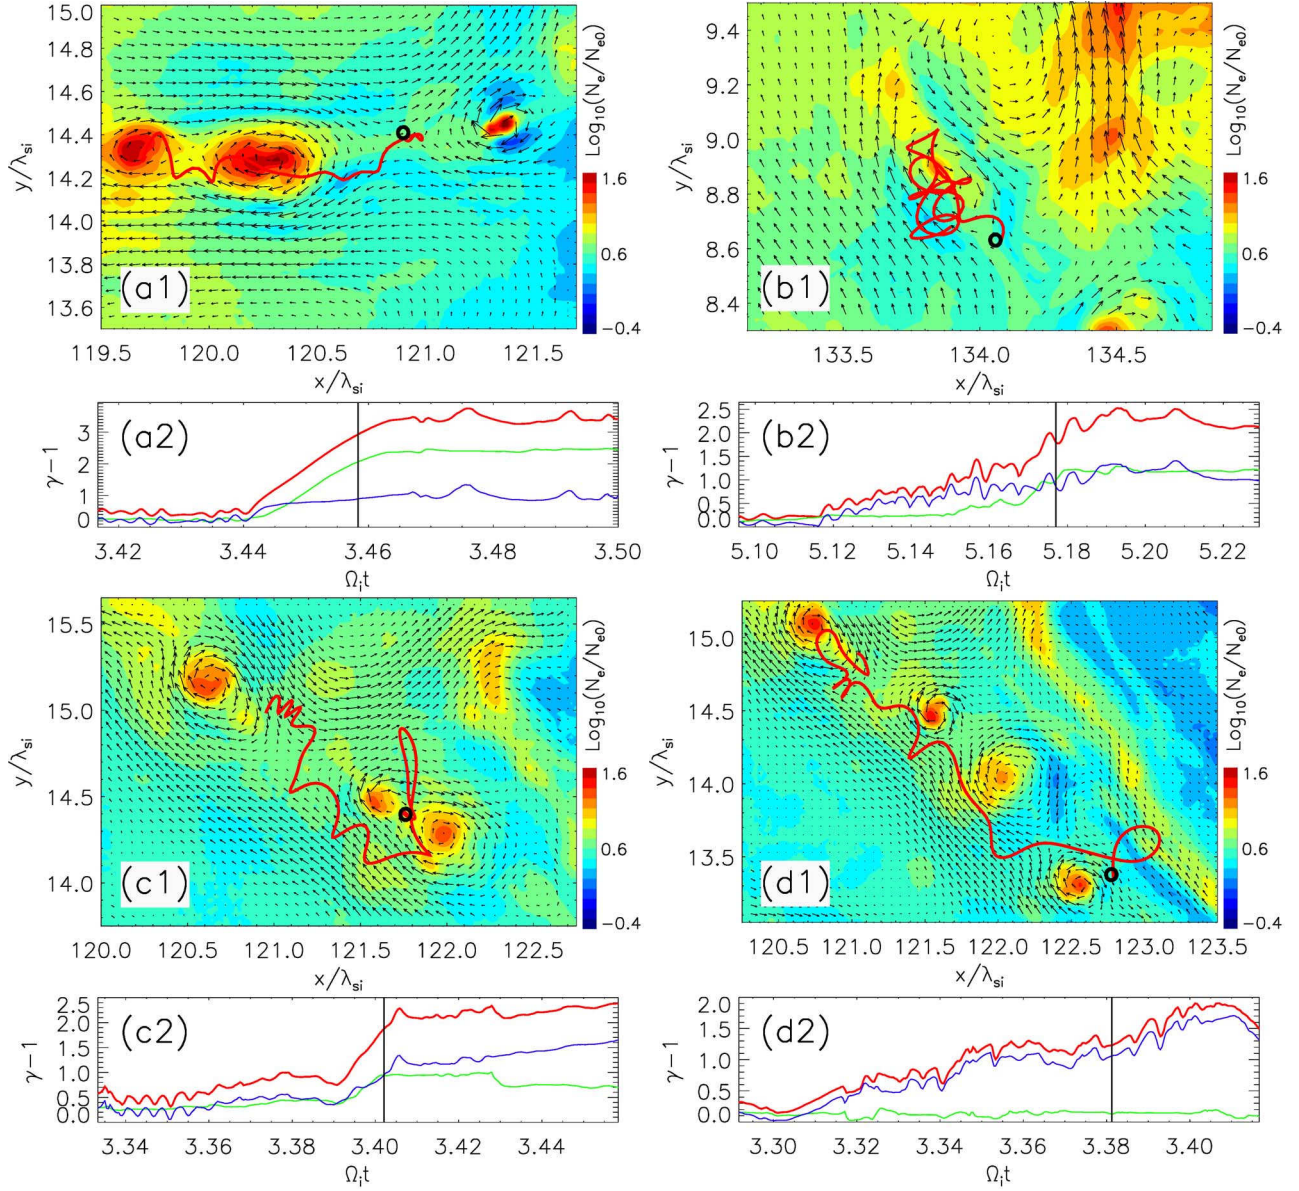 15.0
14.8
14.6
14.4
14.2
14.0
13.8
13.6
y/λsi
(a1)
119.5 120.0 120.5 121.0 121.5
x/λsi
Log10(Ne/Ne0)
1.6
0.6
−0.4
9.4
9.2
9.0
8.8
8.6
8.4
y/λsi
(b1)
133.5 134.0 134.5
x/λsi
Log10(Ne/Ne0)
1.6
0.6
−0.4
(a2)
γ−1
3
2
1
0
3.42 3.44 3.46 3.48 3.50
Ωit
(b2)
γ−1
2.5
2.0
1.5
1.0
0.5
0.0
5.10 5.12 5.14 5.16 5.18 5.20 5.22
Ωit
15.5
15.0
14.5
14.0
y/λsi
(c1)
120.0 120.5 121.0 121.5 122.0 122.5
x/λsi
Log10(Ne/Ne0)
1.6
0.6
−0.4
15.0
14.5
14.0
13.5
y/λsi
(d1)
120.5 121.0 121.5 122.0 122.5 123.0 123.5
x/λsi
Log10(Ne/Ne0)
1.6
0.6
−0.4
(c2)
γ−1
2.5
2.0
1.5
1.0
0.5
0.0
3.34 3.36 3.38 3.40 3.42 3.44
Ωit
(d2)
γ−1
2.0
1.5
1.0
0.5
0.0
3.30 3.32 3.34 3.36 3.38 3.40
Ωit